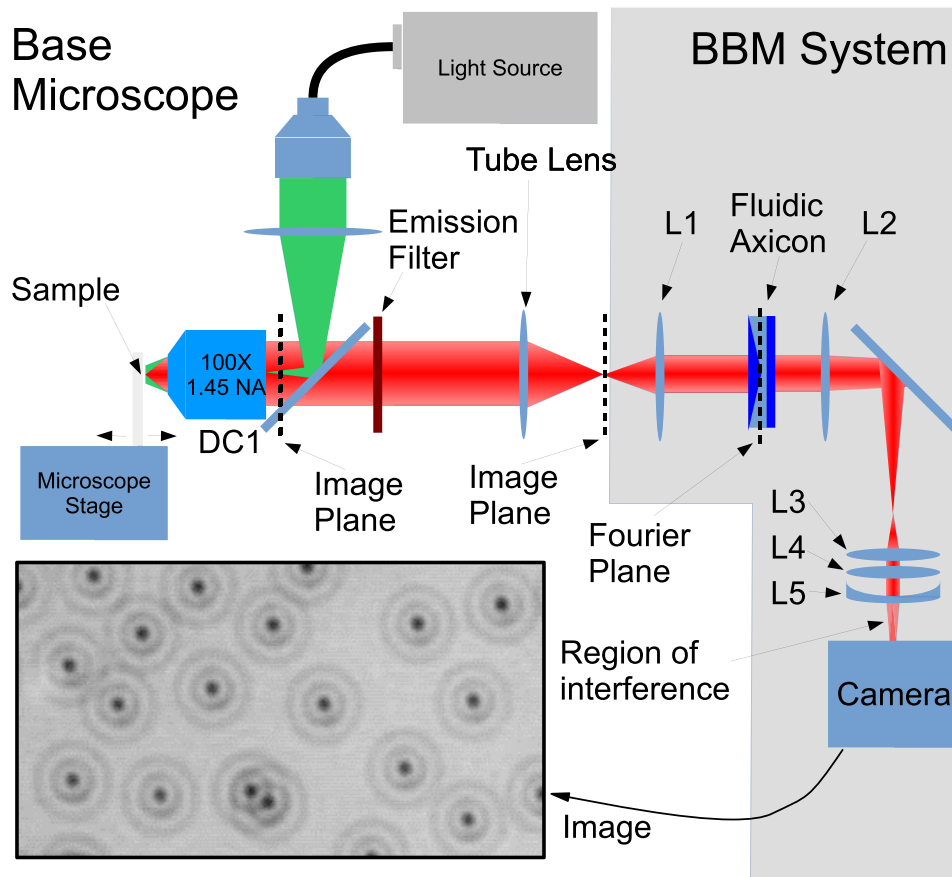 Base
Microscope
Light Source
BBM System
Tube Lens
Emission
Filter
L1
Fluidic
Axicon
L2
Sample
100X
1.45 NA
DC1
Microscope
Stage
Image
Plane
Image
Plane
Fourier
Plane
L3
L4
L5
Region of
interference
Camera
Image